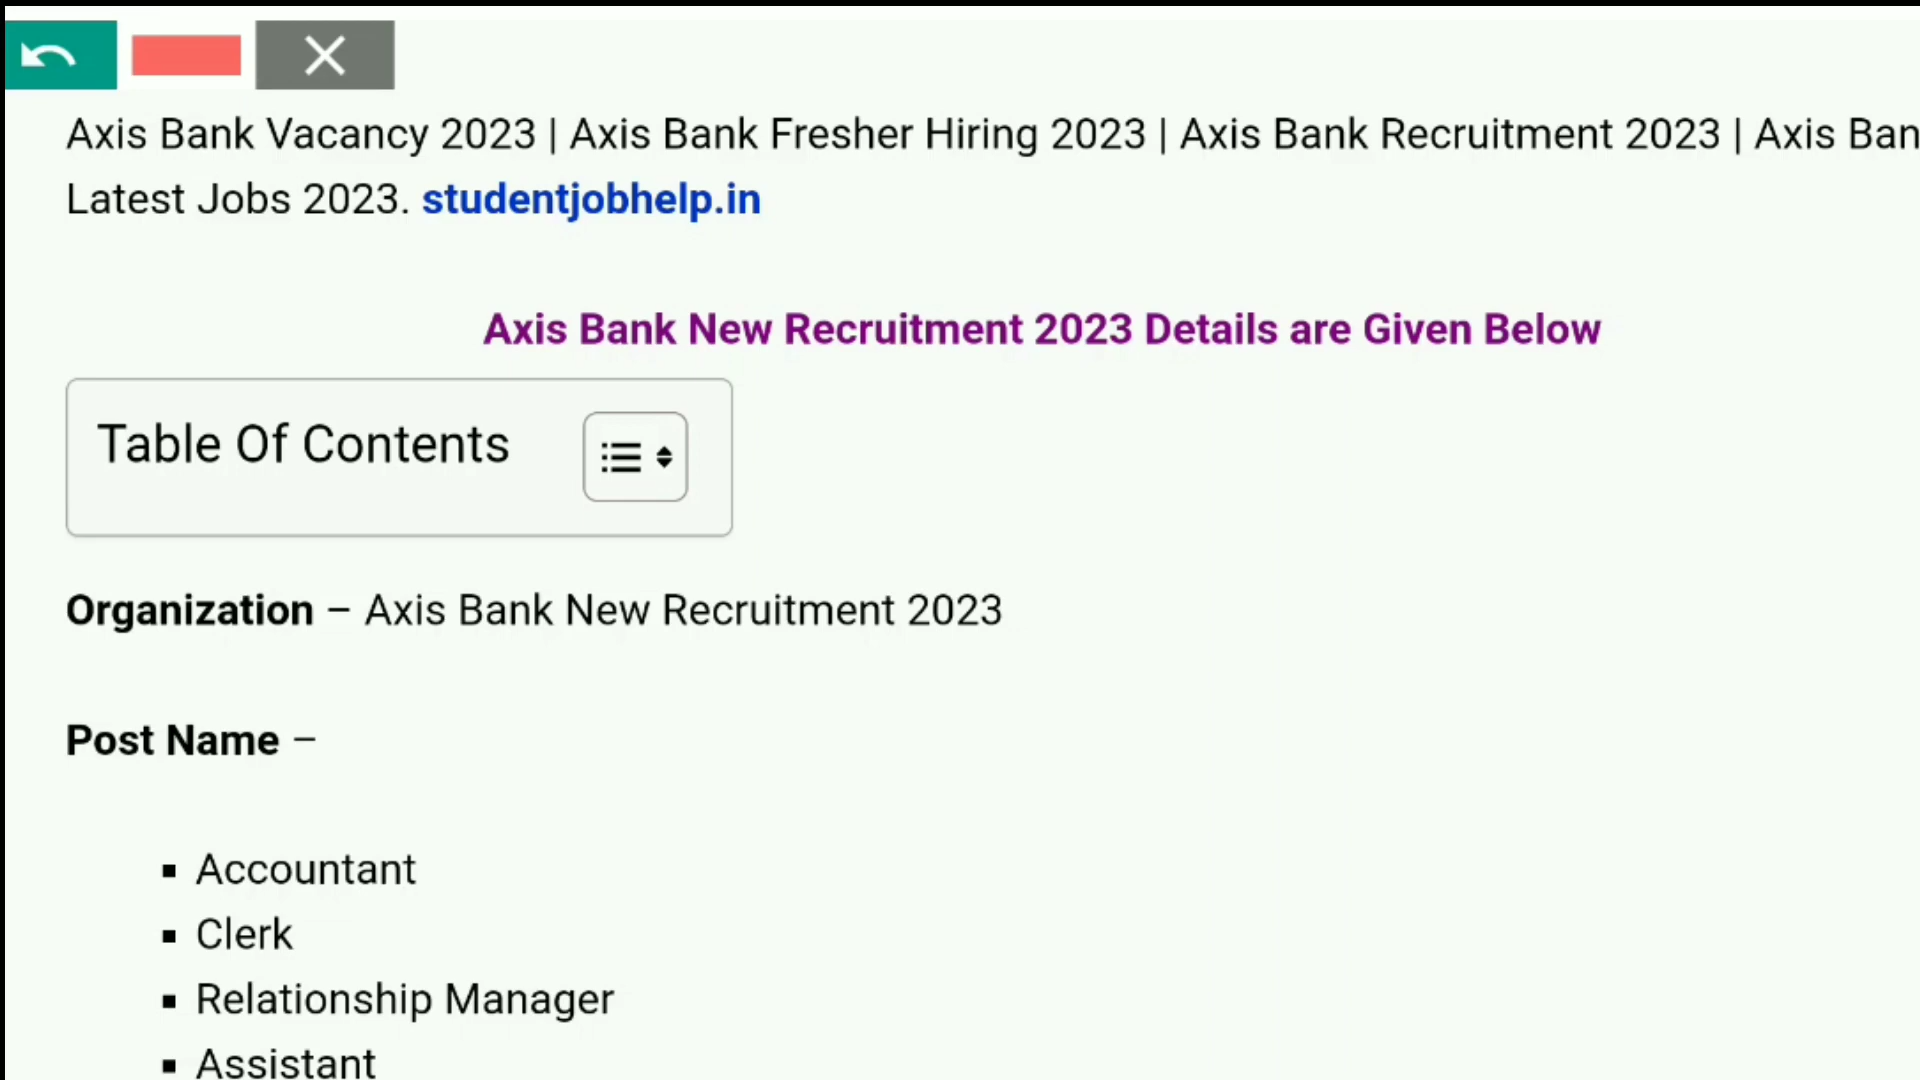 Axis Bank Vacancy 2023 | Axis Bank Fresher Hiring 2023 | Axis Bank Recruitment 2023 | Axis Ban
Latest Jobs 2023. studentjobhelp.in
Axis Bank New Recruitment 2023 Details are Given Below
Table Of Contents
Organization – Axis Bank New Recruitment 2023
Post Name –
▪ Accountant
▪ Clerk
▪ Relationship Manager
▪ Assistant